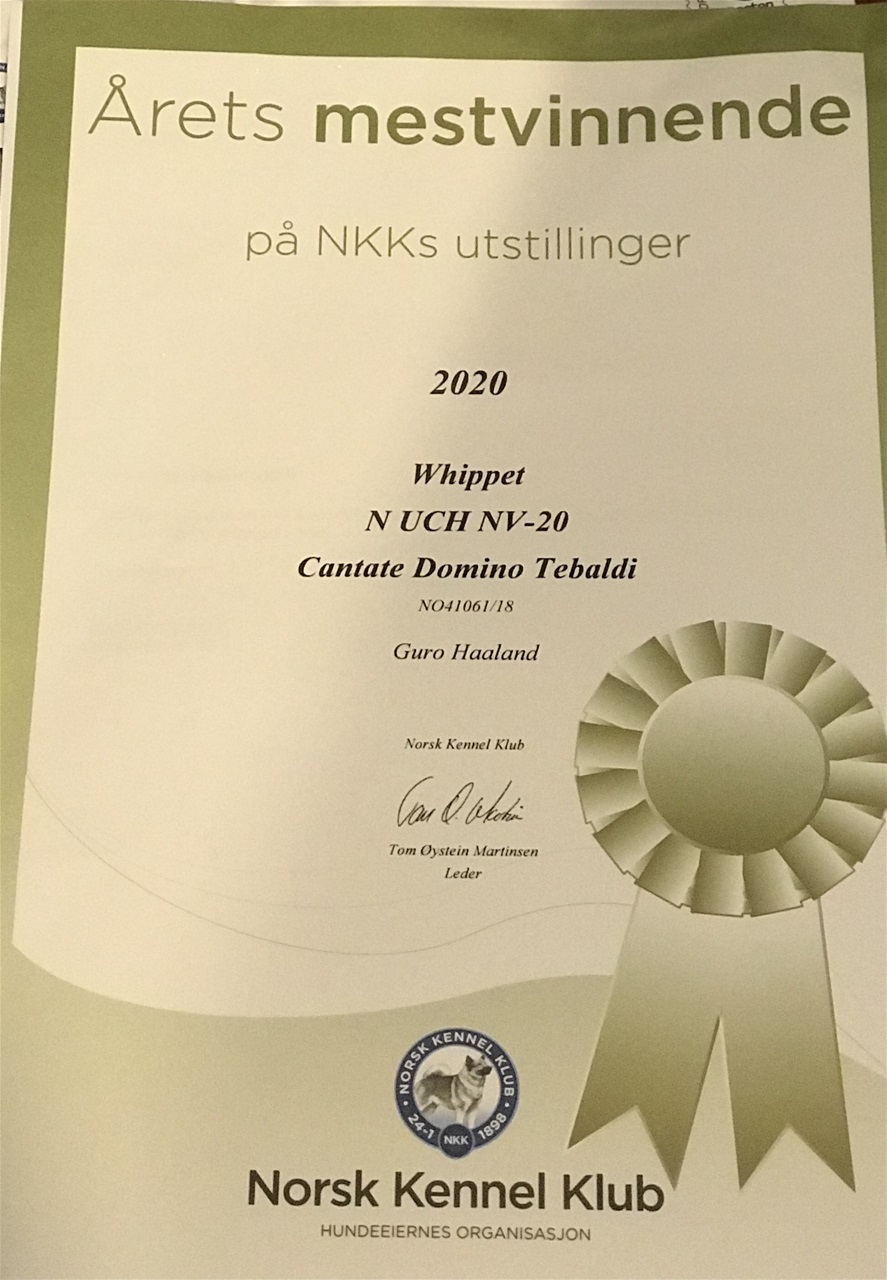 Årets mestvinnende
på NKKs utstillinger
2020
Whippet
N UCH NV-20
Cantate Domino Tebaldi
NO41061/18
Guro Haaland
Norsk Kennel Klub
Tom Øystein Martinsen
Leder
NORSK KENNEL KLUB
24-1 1898
NKK
Norsk Kennel Klub
HUNDEEIERNES ORGANISASJON